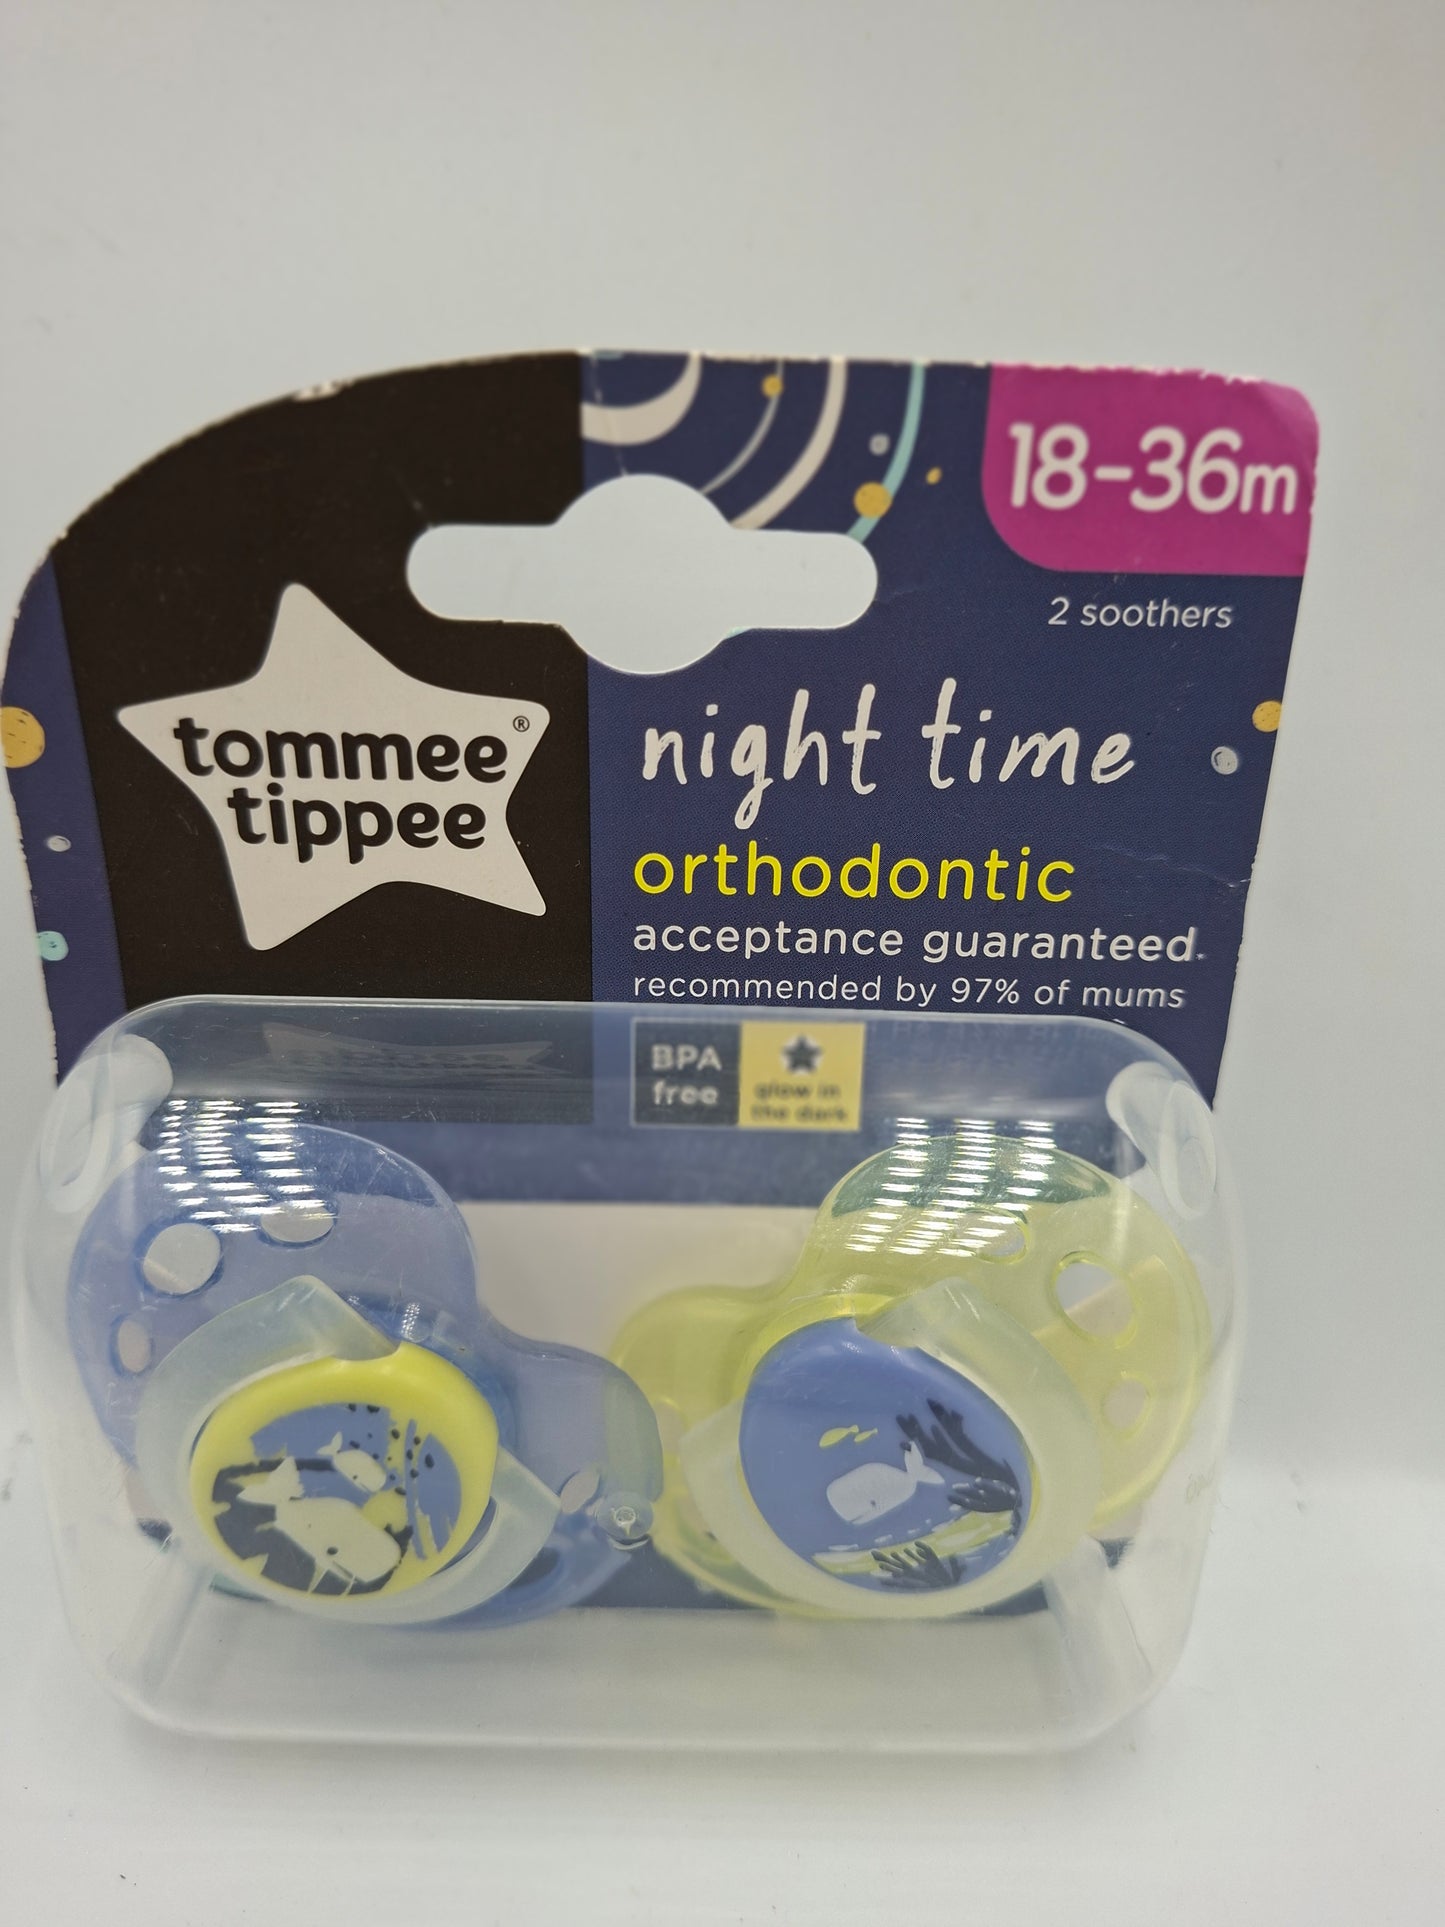 18-36m
2 soothers
tommee®
tippee
night time
orthodontic
acceptance guaranteed.
recommended by 97% of mums
BPA
free
glow in
the dark